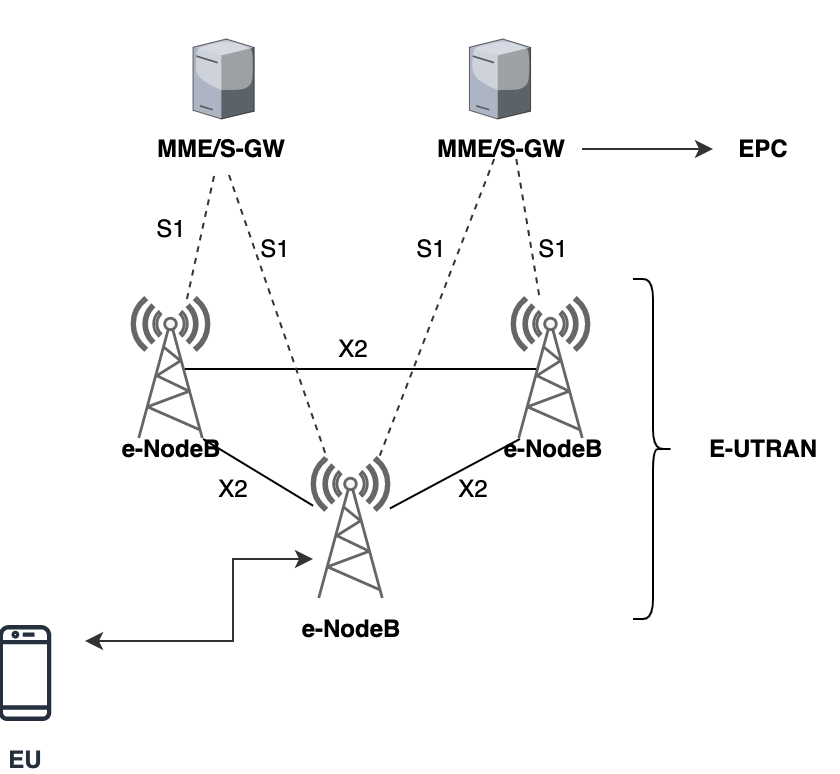 MME/S-GW
MME/S-GW
EPC
S1
S1
S1
S1
X2
e-NodeB
e-NodeB
E-UTRAN
X2
X2
e-NodeB
EU